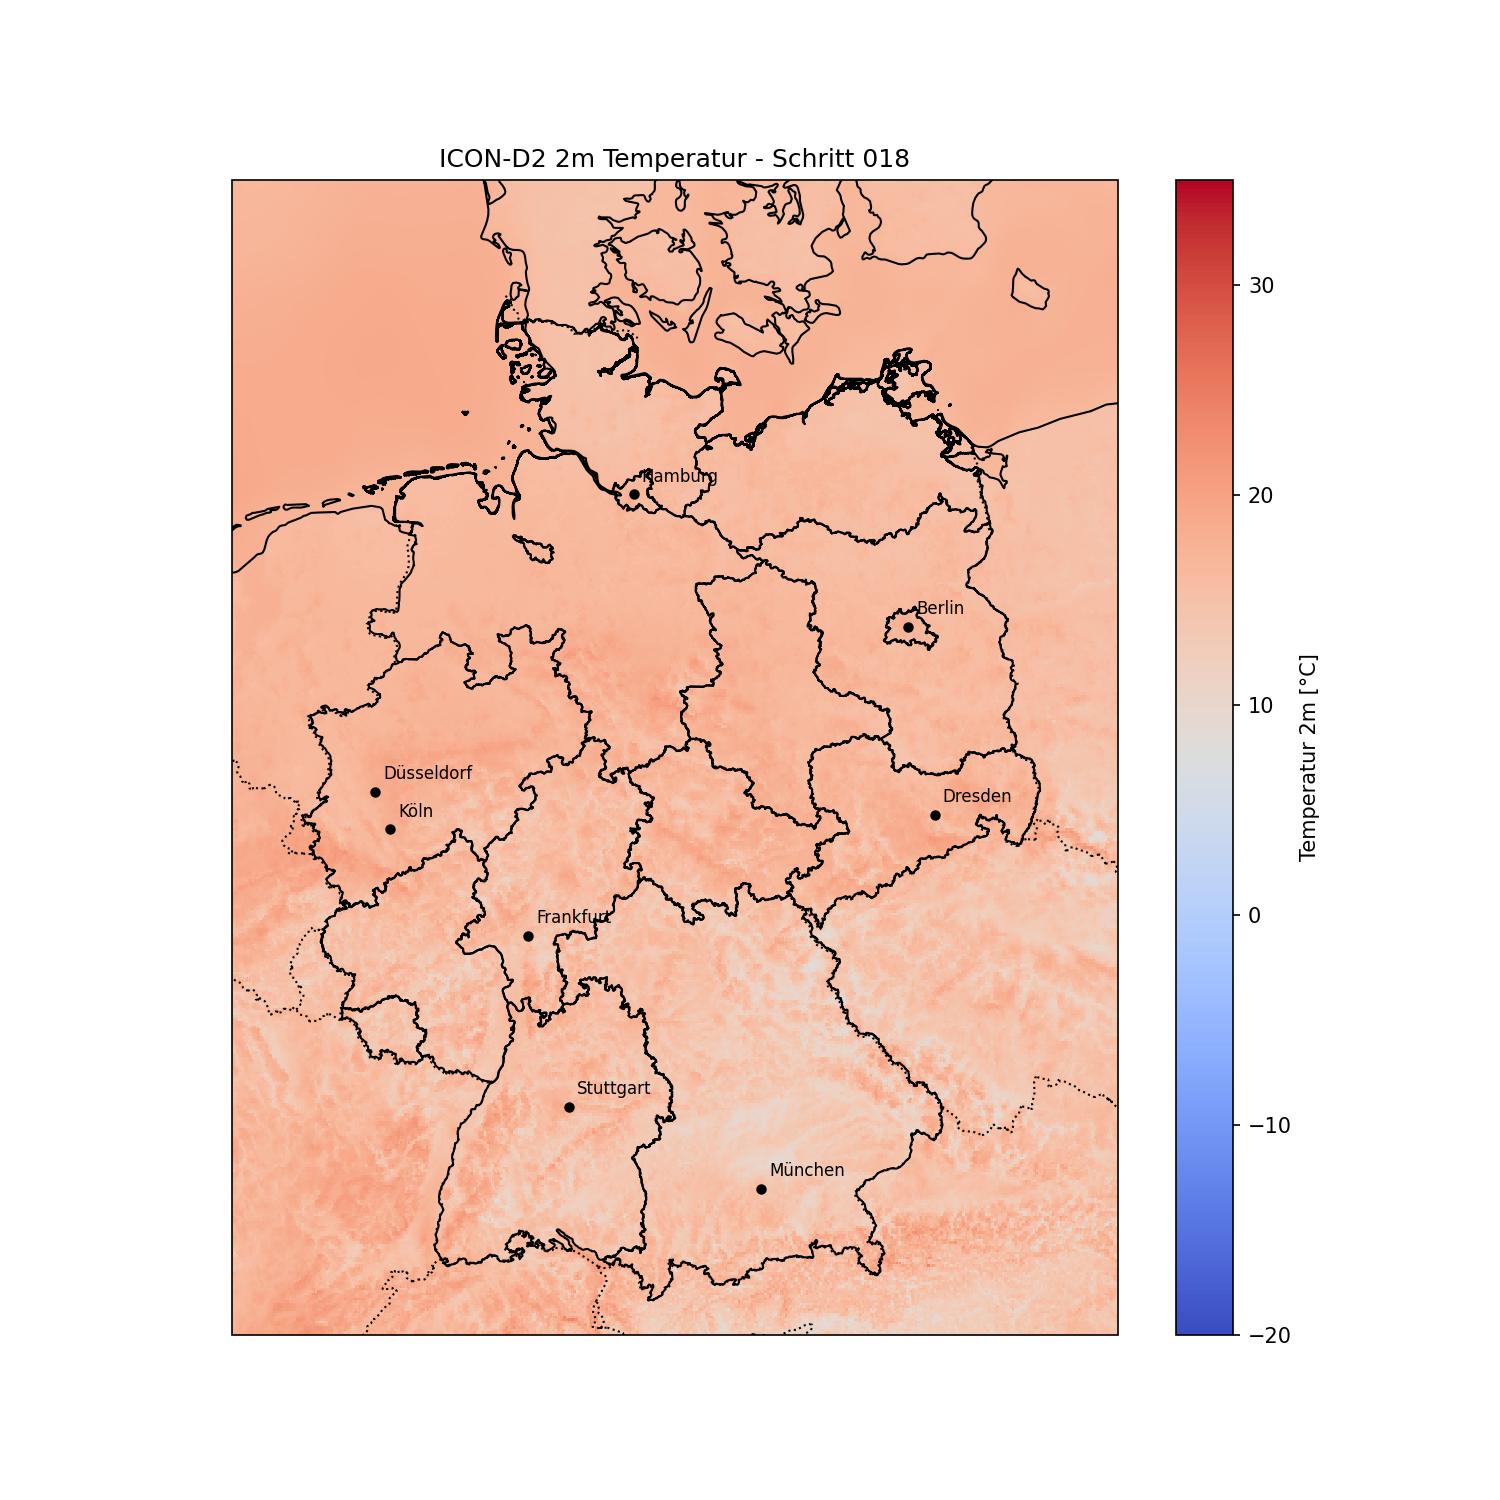 ICON-D2 2m Temperatur - Schritt 018
Hamburg
Berlin
Düsseldorf
Köln
Dresden
Frankfurt
Stuttgart
München
30
20
10
0
−10
−20
Temperatur 2m [°C]